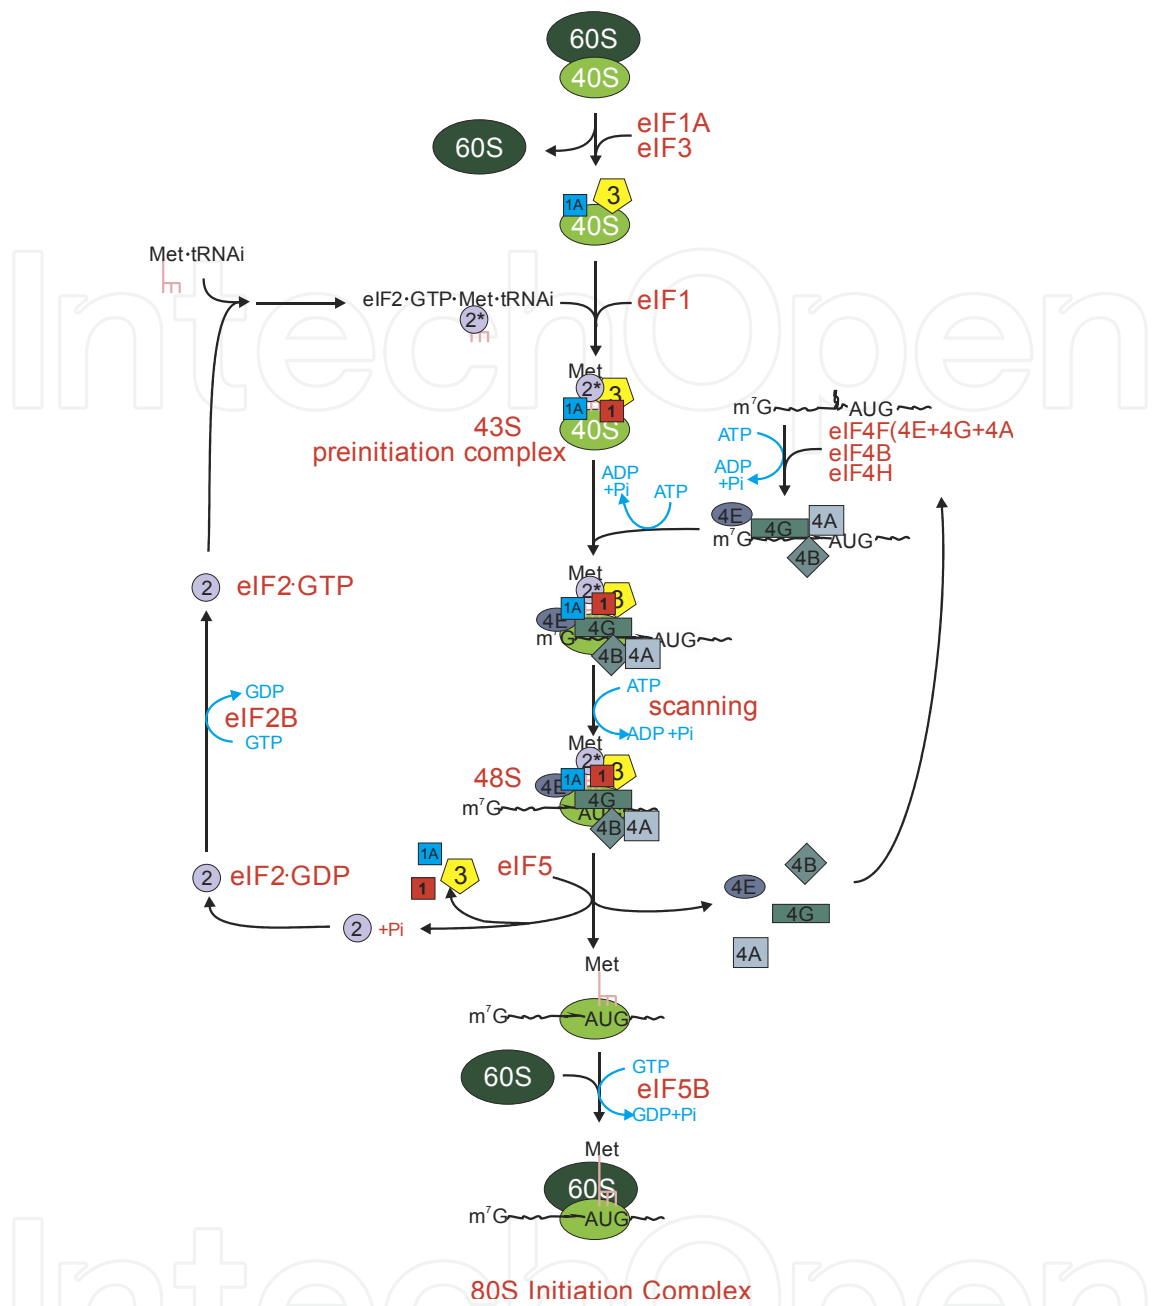 60S
40S
60S
eIF1A
eIF3
1A
3
40S
Met·tRNAi
eIF2·GTP·Met·tRNAi
eIF1
2*
Met
2*
3
1A
1
40S
43S
preinitiation complex
m⁷G
AUG
ATP
ADP
+Pi
eIF4F(4E+4G+4A
eIF4B
eIF4H
ADP
+Pi
ATP
4E
4G
4A
m⁷G
AUG
4B
Met
2*
3
1A
1
4E
4G
m⁷G
AUG
4B
4A
2
eIF2·GTP
GDP
eIF2B
GTP
ATP
scanning
ADP +Pi
Met
2*
3
48S
1A
1
4E
4G
m⁷G
AU
4B
4A
1A
3
1
eIF5
4B
4E
4G
4A
2
eIF2·GDP
2 +Pi
Met
m⁷G
AUG
60S
GTP
eIF5B
GDP+Pi
Met
60S
m⁷G
AUG
80S Initiation Complex
IntechOpen
IntechOpen